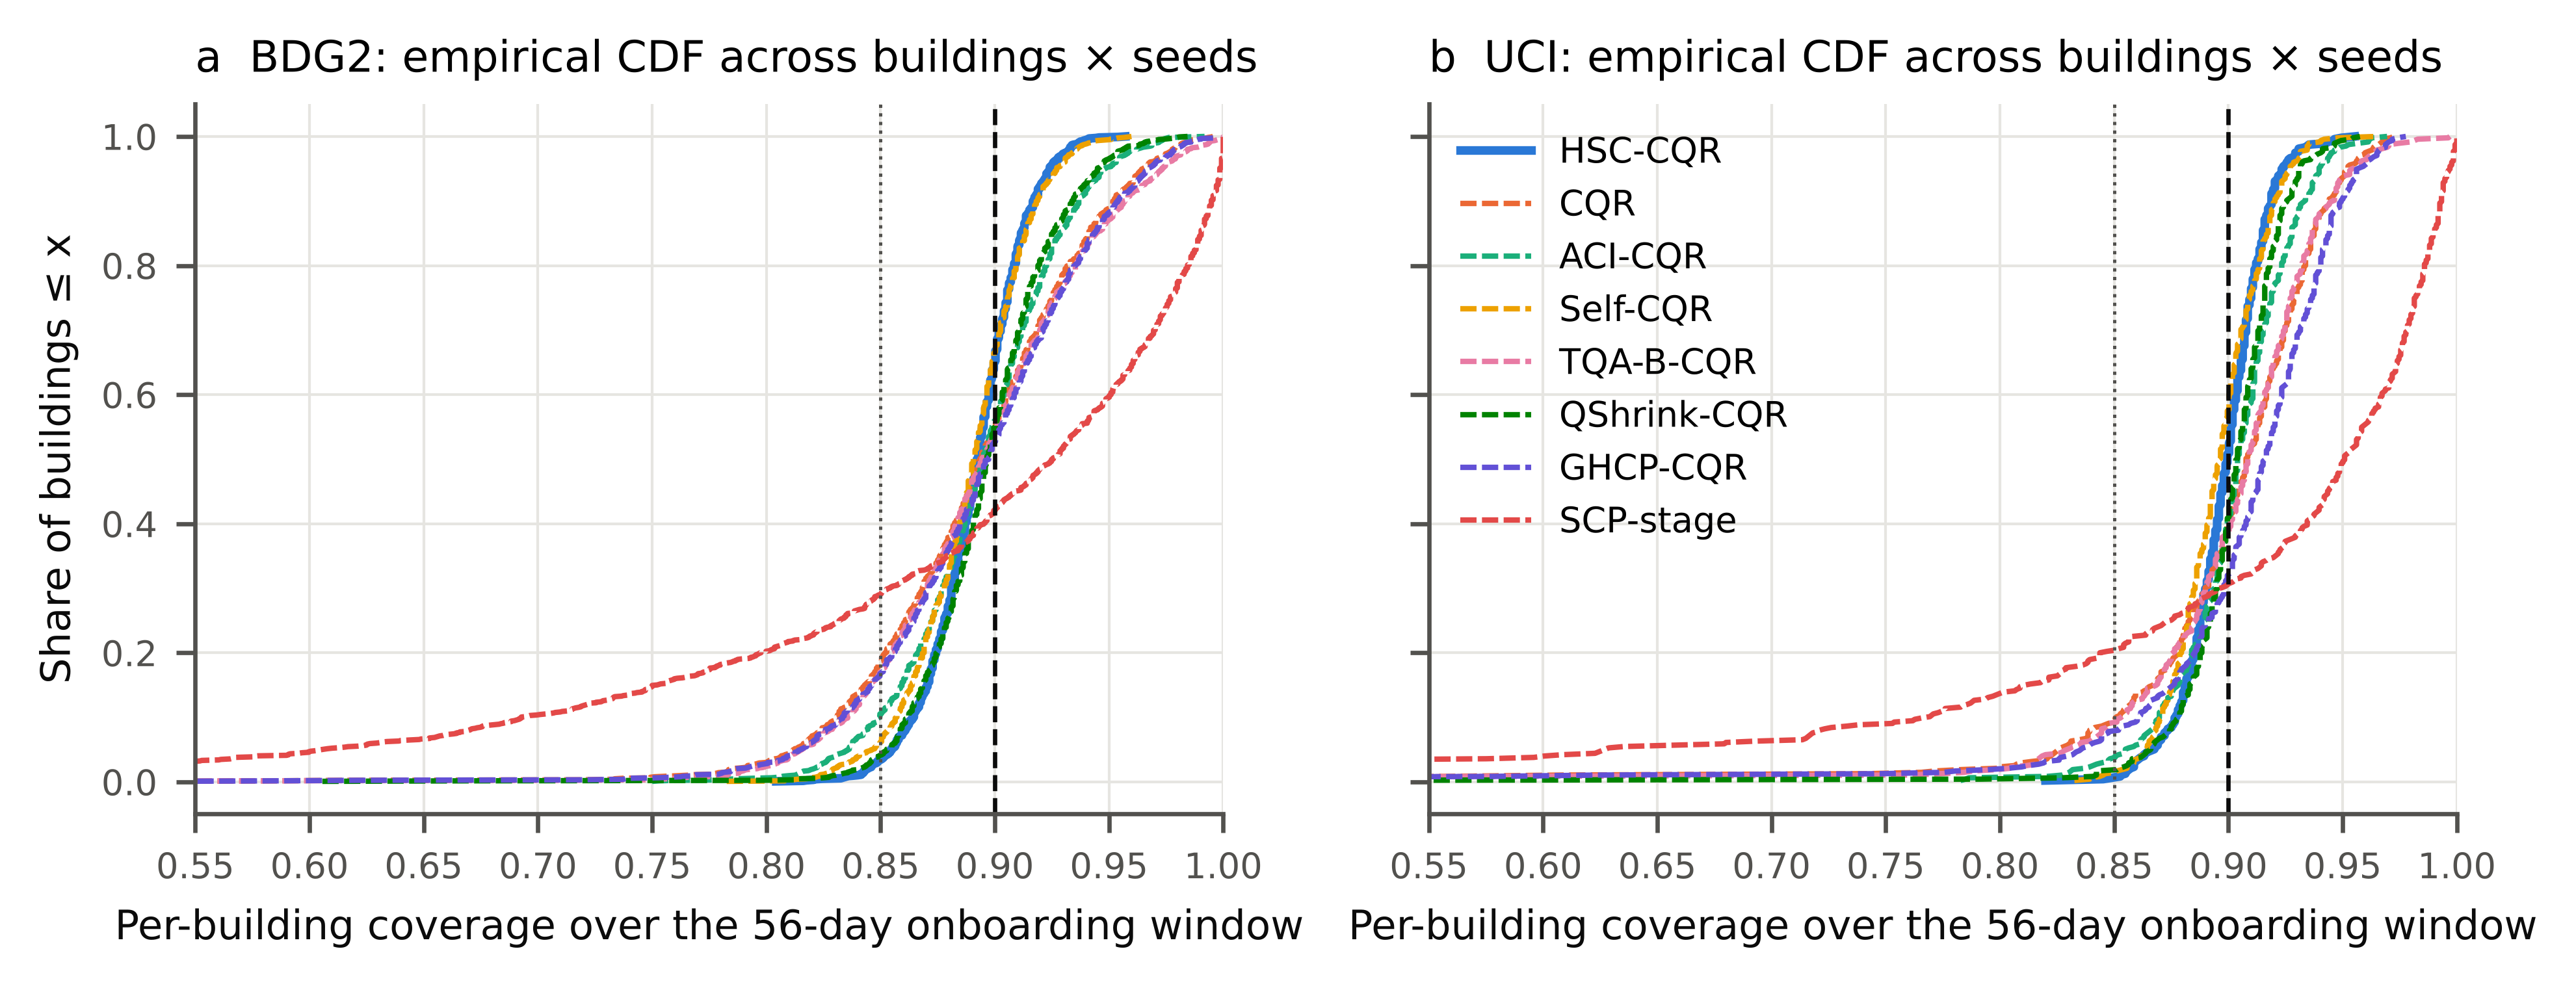 a  BDG2: empirical CDF across buildings × seeds
Share of buildings ≤ x
1.0
0.8
0.6
0.4
0.2
0.0
0.55 0.60 0.65 0.70 0.75 0.80 0.85 0.90 0.95 1.00
Per-building coverage over the 56-day onboarding window
b  UCI: empirical CDF across buildings × seeds
HSC-CQR
CQR
ACI-CQR
Self-CQR
TQA-B-CQR
QShrink-CQR
GHCP-CQR
SCP-stage
0.55 0.60 0.65 0.70 0.75 0.80 0.85 0.90 0.95 1.00
Per-building coverage over the 56-day onboarding window